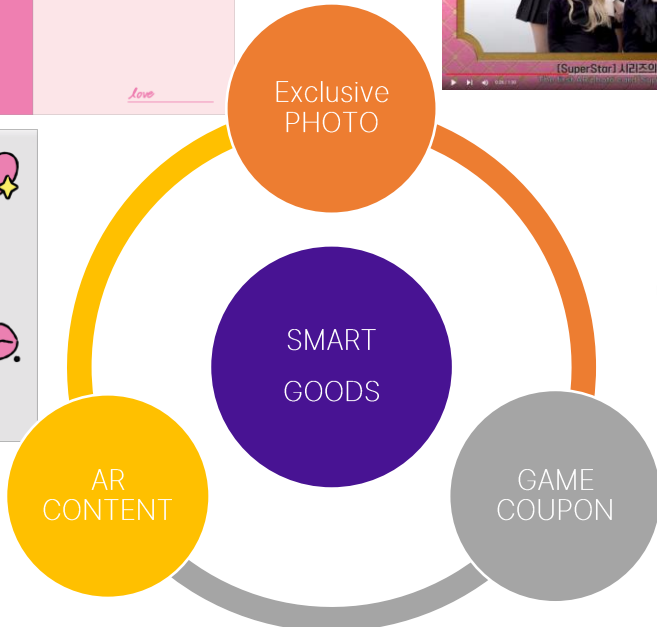 love
[SuperStar] 시리즈의
Exclusive
PHOTO
SMART
GOODS
AR
CONTENT
GAME
COUPON